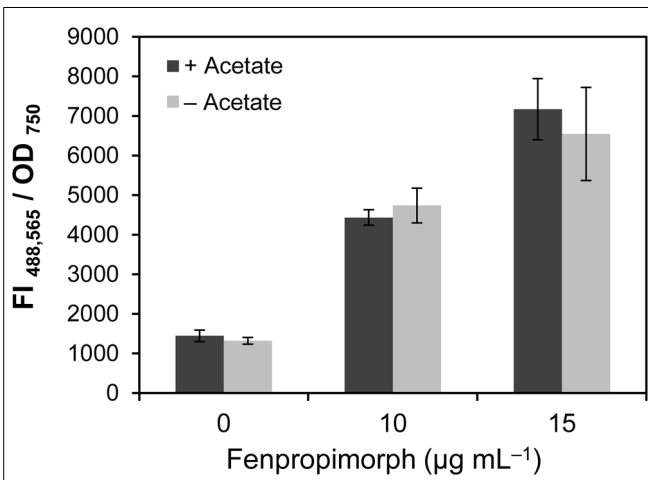 FI 488,565 / OD 750
9000
8000
7000
6000
5000
4000
3000
2000
1000
0
+ Acetate
– Acetate
0 10 15
Fenpropimorph (µg mL–1)